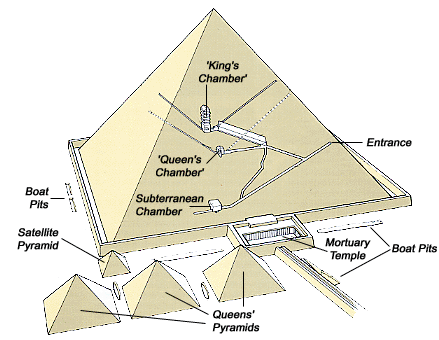 'King's
Chamber'
Entrance
'Queen's
Chamber'
Subterranean
Chamber
Boat
Pits
Satellite
Pyramid
Mortuary
Temple
Boat Pits
Queens'
Pyramids